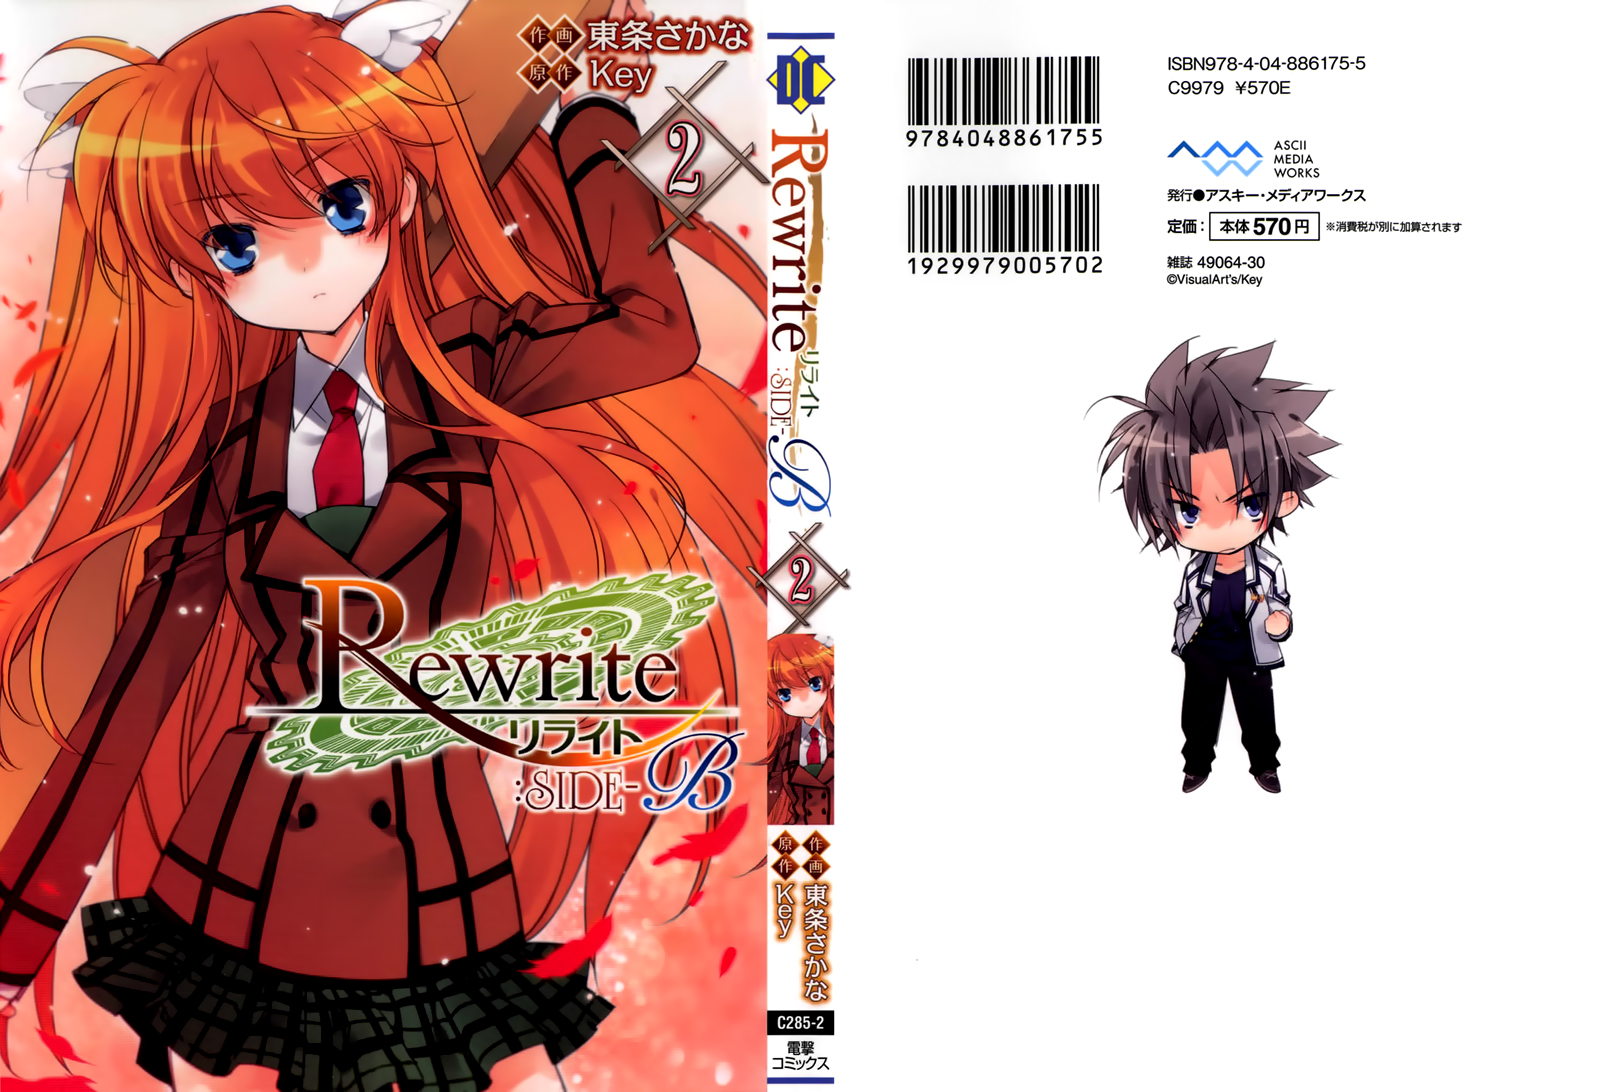 作画 東条さかな
原作 Key
2
Rewrite
リライト
:SIDE-B
DC
Rewrite
リライト
:SIDE-B
2
作画 東条さかな
原作 Key
C285-2
電撃
コミックス
9784048861755
1929979005702
ISBN978-4-04-886175-5
C9979 ¥570E
ASCII
MEDIA
WORKS
発行●アスキー・メディアワークス
定価：本体570円 ※消費税が別に加算されます
雑誌 49064-30
©VisualArt's/Key